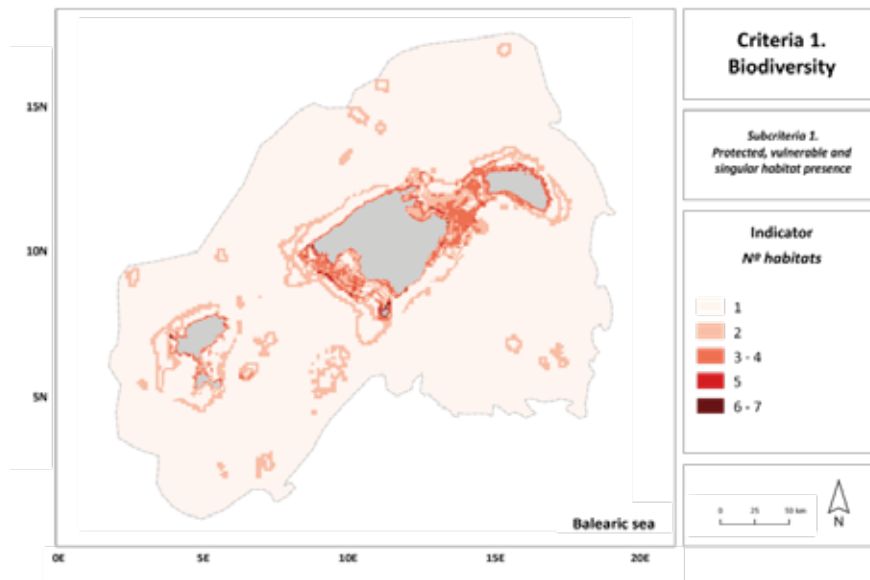 Criteria 1.
Biodiversity
Subcriteria 1.
Protected, vulnerable and
singular habitat presence
Indicator
Nº habitats
1
2
3 - 4
5
6 - 7
0 25 50 km
N
Balearic sea
15N
10N
5N
0E 5E 10E 15E 20E